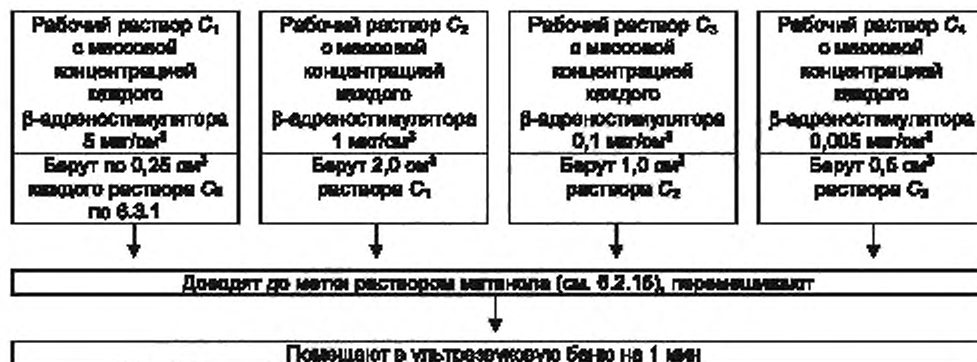 Рабочий раствор C₁
с массовой
концентрацией
каждого
β-адреностимулятора
5 мкг/см³
Берут по 0,25 см³
каждого раствора C₀
по 6.3.1
Рабочий раствор C₂
с массовой
концентрацией
каждого
β-адреностимулятора
1 мкг/см³
Берут 2,0 см³
раствора C₁
Рабочий раствор C₃
с массовой
концентрацией
каждого
β-адреностимулятора
0,1 мкг/см³
Берут 1,0 см³
раствора C₂
Рабочий раствор C₄
с массовой
концентрацией
каждого
β-адреностимулятора
0,005 мкг/см³
Берут 0,5 см³
раствора C₃
Доводят до метки раствором метанола (см. 6.2.15), перемешивают
Помещают в ультразвуковую баню на 1 мин